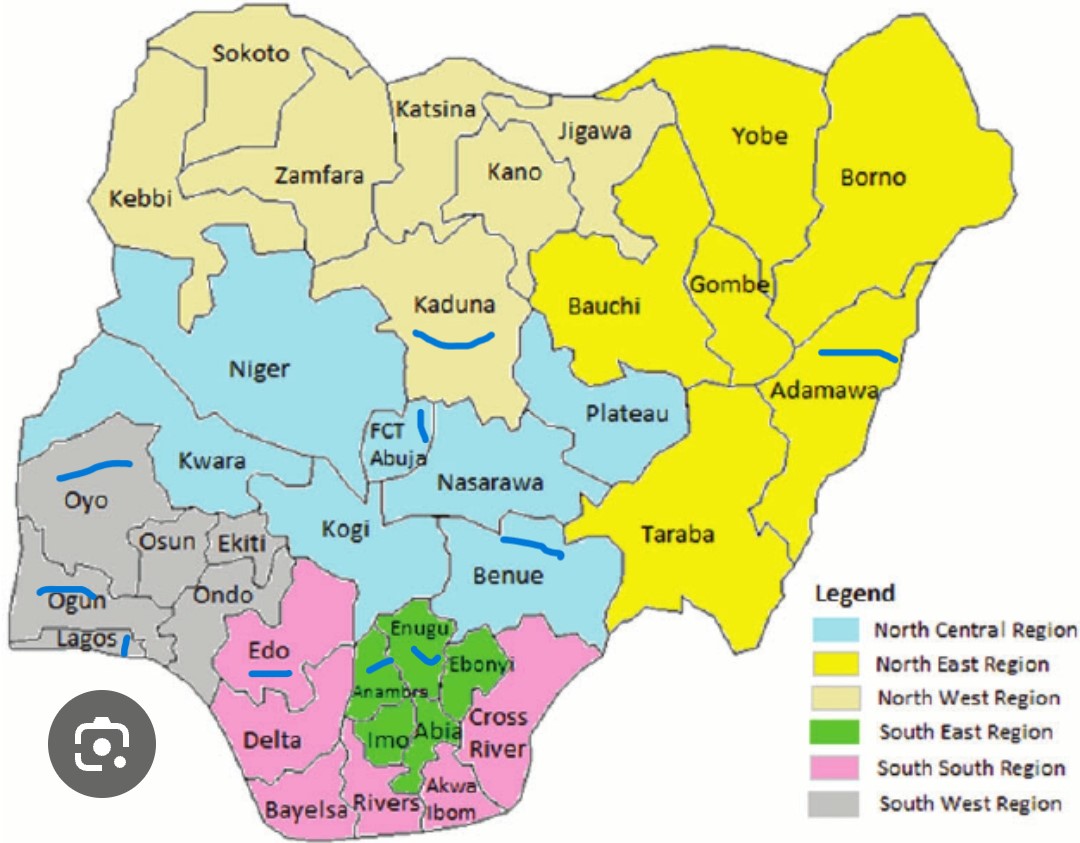 Sokoto
Katsina
Jigawa
Yobe
Kano
Zamfara
Borno
Kebbi
Gombe
Kaduna
Bauchi
Niger
Adamawa
Plateau
FCT
Abuja
Kwara
Nasarawa
Oyo
Kogi
Taraba
Osun
Ekiti
Benue
Ogun
Ondo
Lagos
Enugu
Edo
Ebonyi
Anambrs
Cross
River
Abia
Delta
Imo
Akwa
Ibom
Bayelsa
Rivers
Legend
North Central Region
North East Region
North West Region
South East Region
South South Region
South West Region